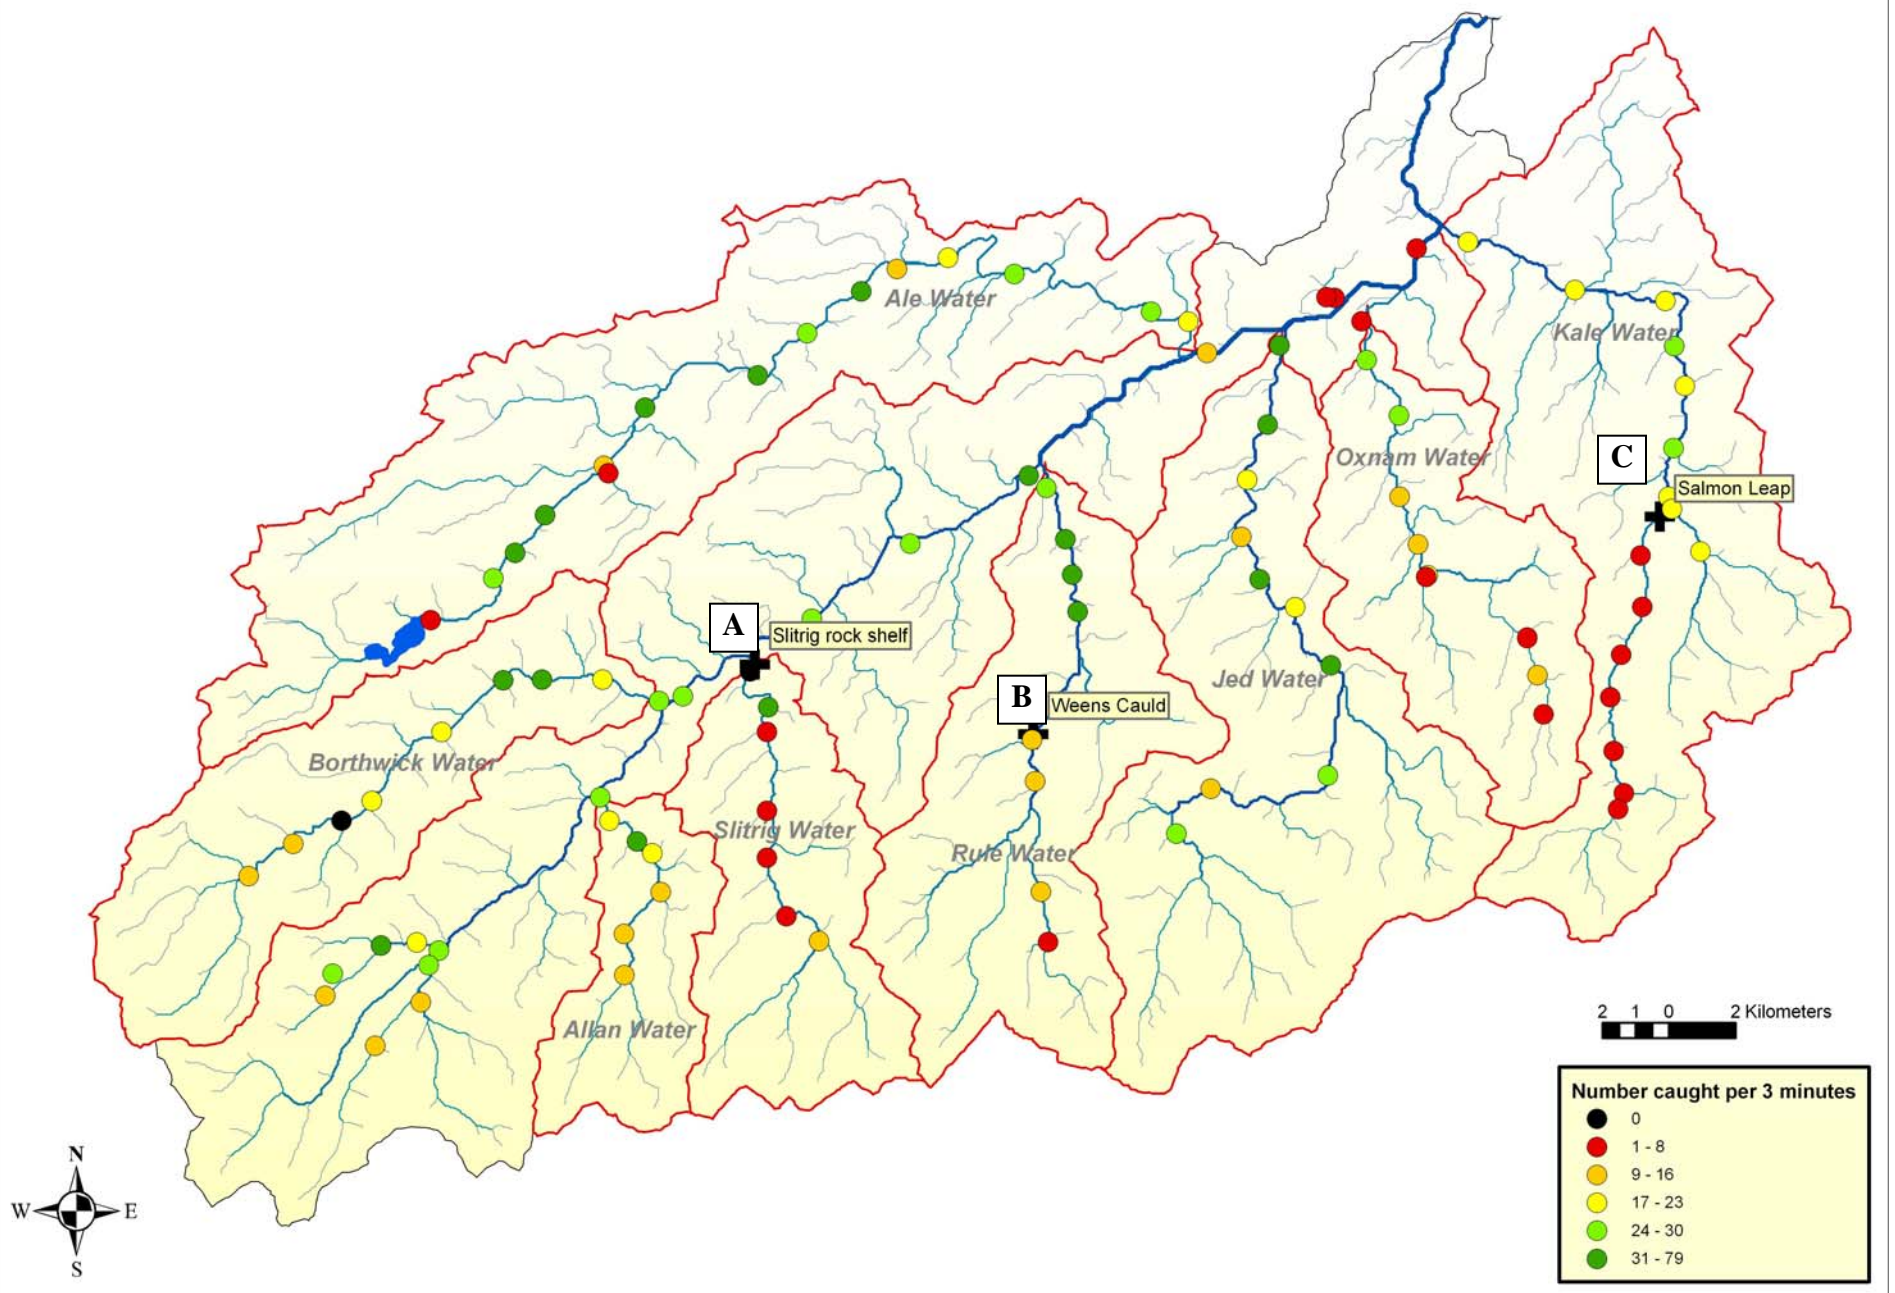 Ale Water
Kale Water
C
Oxnam Water
Salmon Leap
A
Slitrig rock shelf
Jed Water
B
Weens Cauld
Borthwick Water
Slitrig Water
Rule Water
Allan Water
2 1 0 2 Kilometers
Number caught per 3 minutes
0
1 - 8
9 - 16
17 - 23
24 - 30
31 - 79
N
W E
S